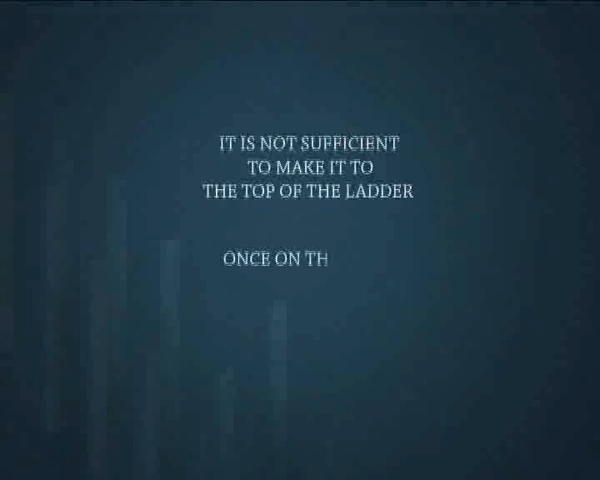 IT IS NOT SUFFICIENT
TO MAKE IT TO
THE TOP OF THE LADDER
ONCE ON TH